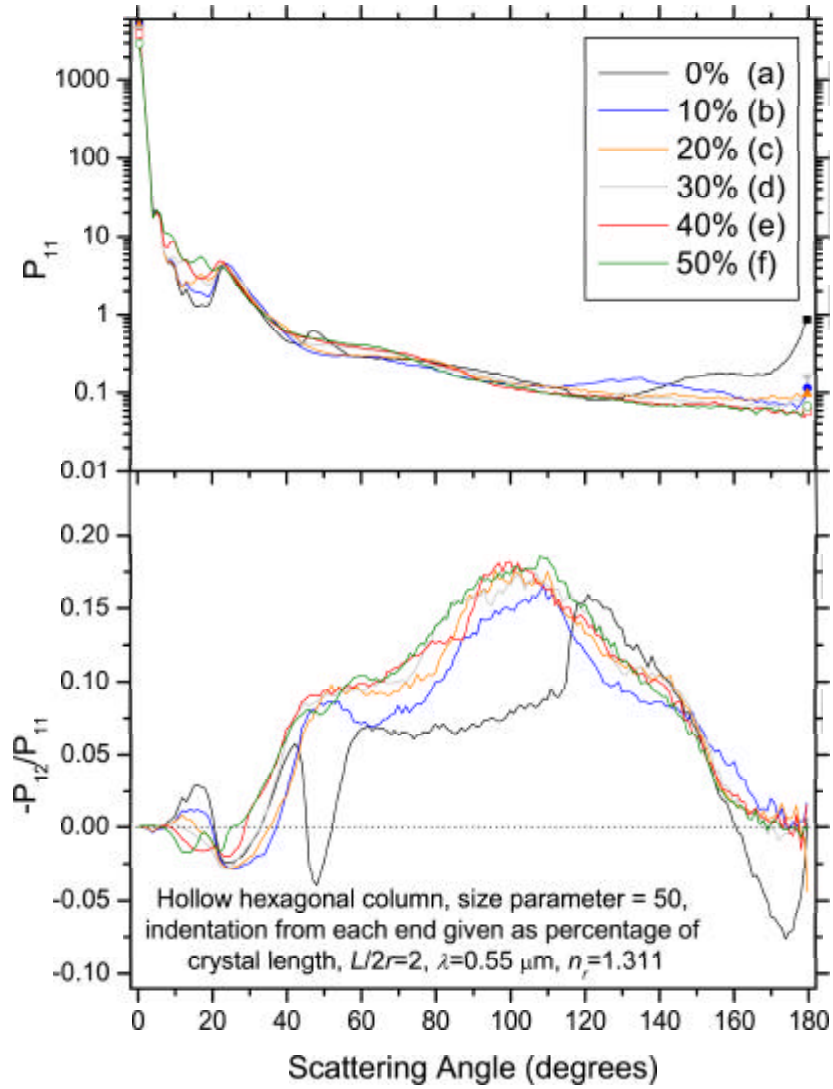 1000
100
10
1
0.1
0.01
P11
0% (a)
10% (b)
20% (c)
30% (d)
40% (e)
50% (f)
0.20
0.15
0.10
0.05
0.00
-0.05
-0.10
-P12/P11
Hollow hexagonal column, size parameter = 50,
indentation from each end given as percentage of
crystal length, L/2r=2, λ=0.55 μm, nr=1.311
0 20 40 60 80 100 120 140 160 180
Scattering Angle (degrees)